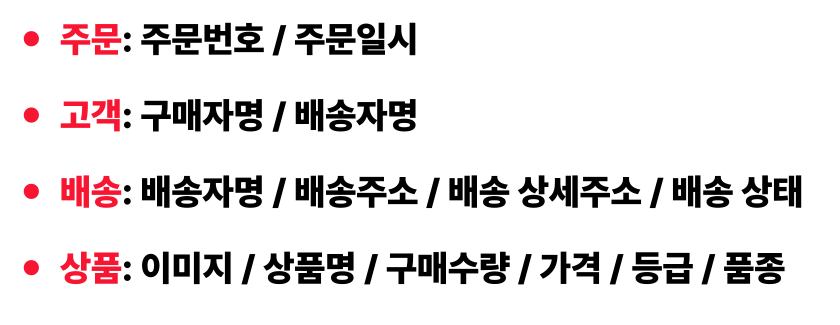 • 주문: 주문번호 / 주문일시
• 고객: 구매자명 / 배송자명
• 배송: 배송자명 / 배송주소 / 배송 상세주소 / 배송 상태
• 상품: 이미지 / 상품명 / 구매수량 / 가격 / 등급 / 품종